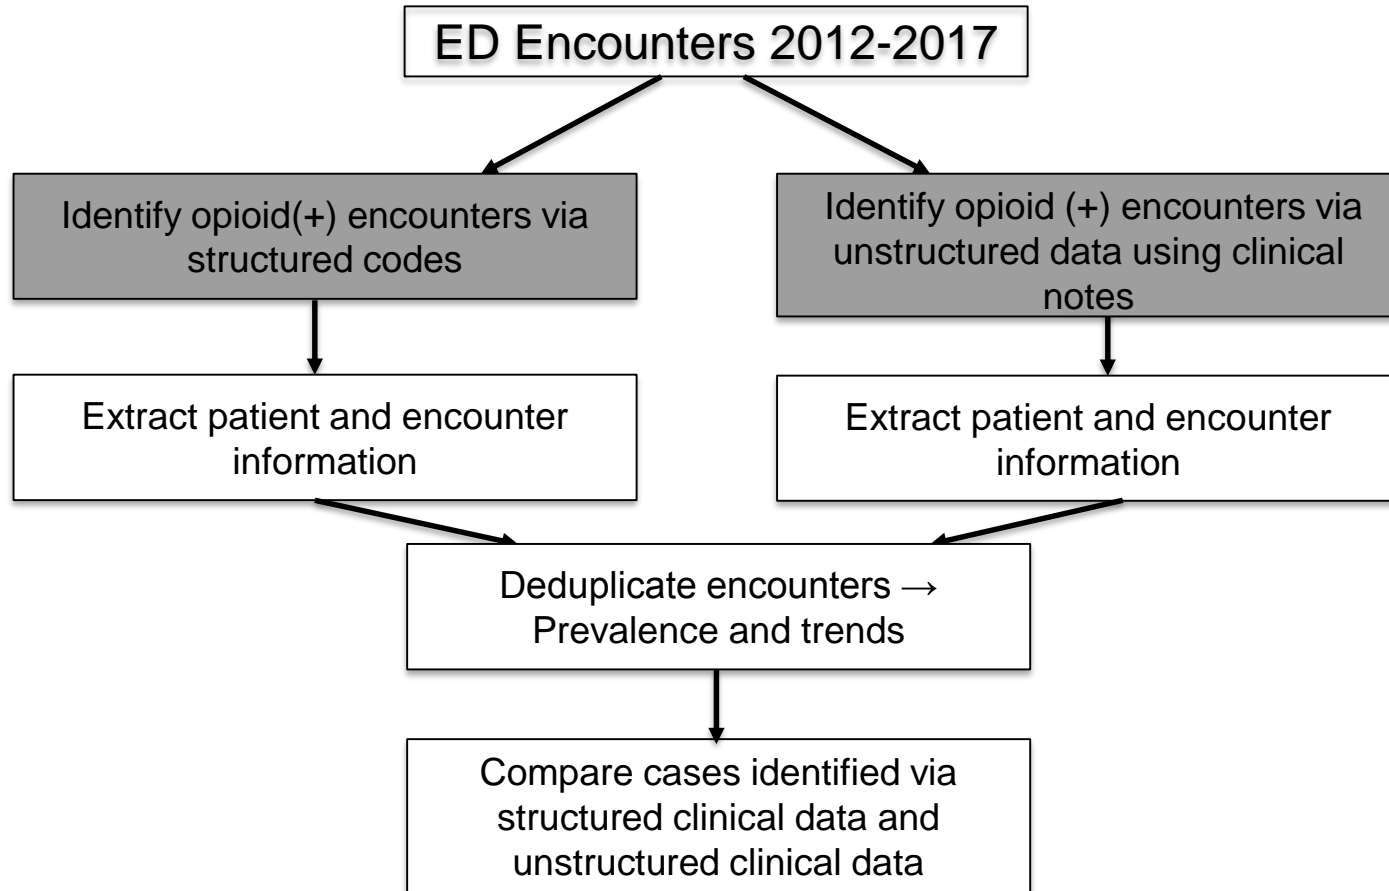 ED Encounters 2012-2017
Identify opioid(+) encounters via
structured codes
Identify opioid (+) encounters via
unstructured data using clinical
notes
Extract patient and encounter
information
Extract patient and encounter
information
Deduplicate encounters →
Prevalence and trends
Compare cases identified via
structured clinical data and
unstructured clinical data